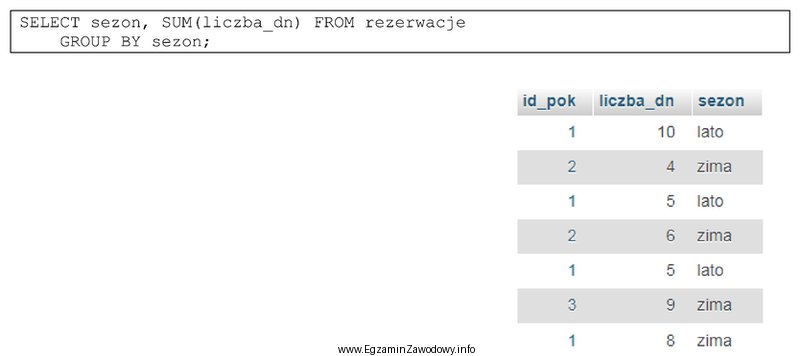 SELECT sezon, SUM(liczba_dn) FROM rezerwacje
GROUP BY sezon;
id_pok liczba_dn sezon
1 10 lato
2 4 zima
1 5 lato
2 6 zima
1 5 lato
3 9 zima
1 8 zima
www.EgzaminZawodowy.info